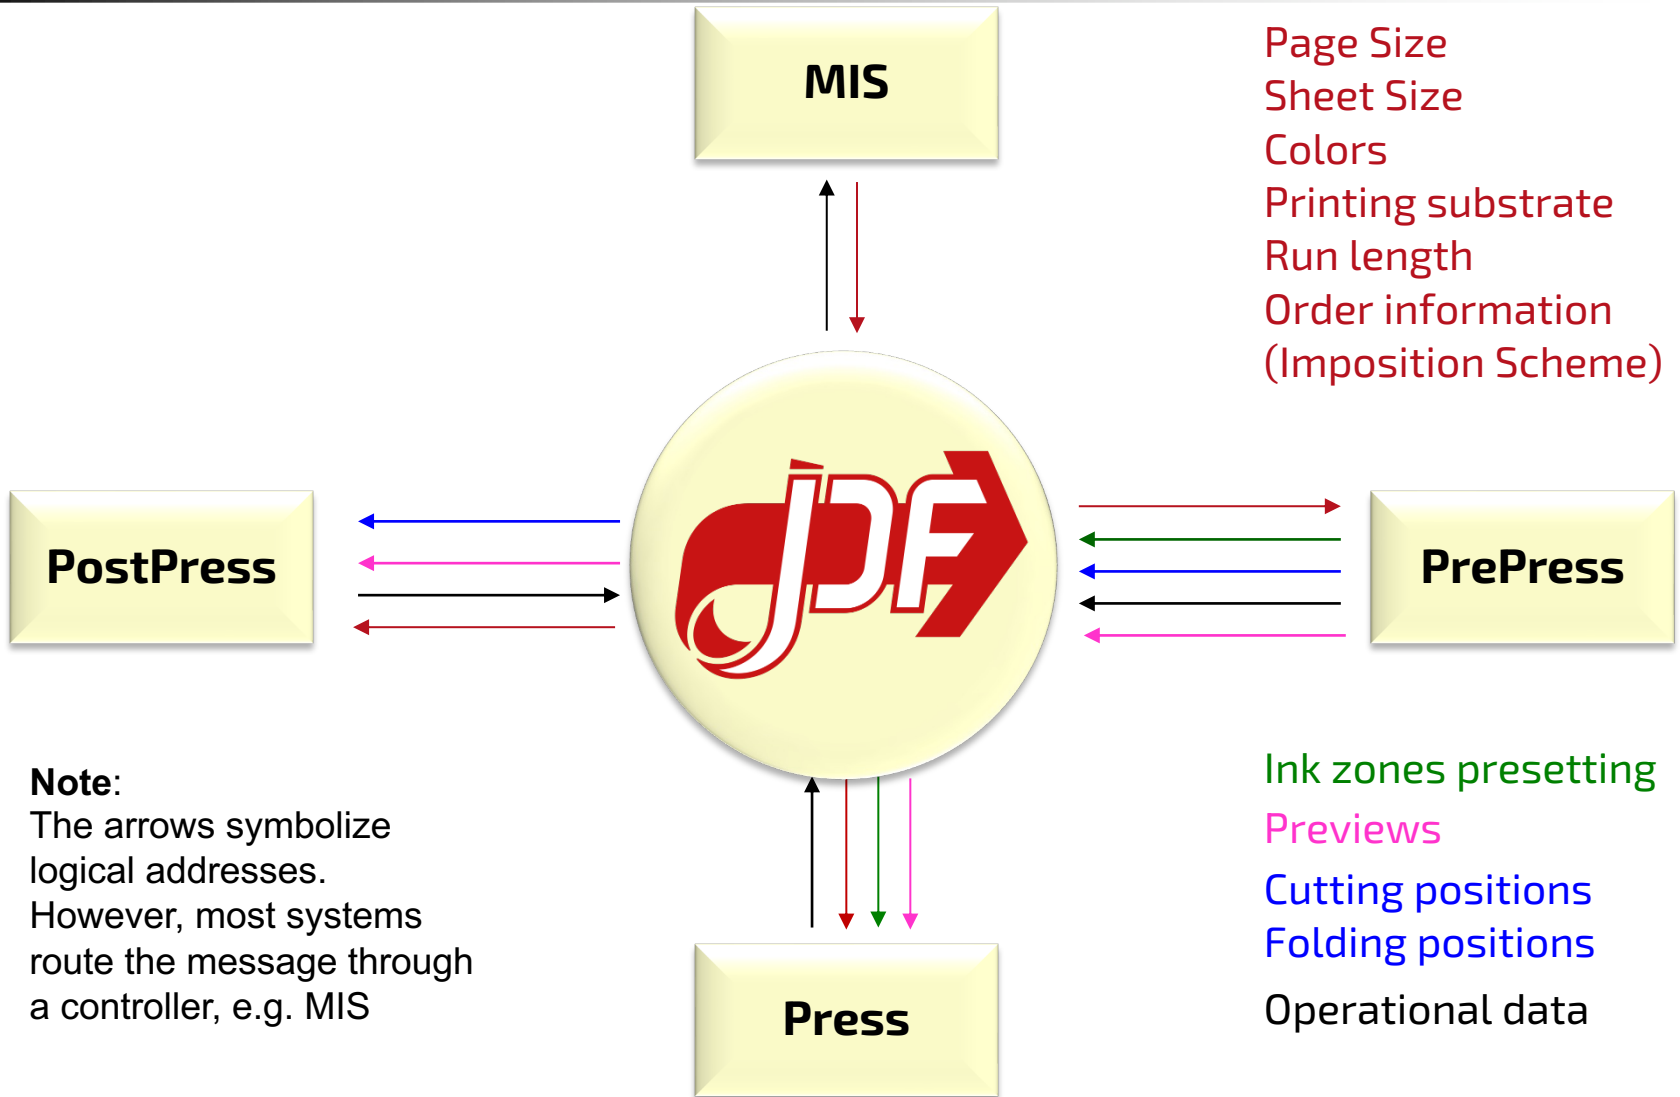 MIS
Page Size
Sheet Size
Colors
Printing substrate
Run length
Order information
(Imposition Scheme)
JDF
PostPress
PrePress
Note:
The arrows symbolize
logical addresses.
However, most systems
route the message through
a controller, e.g. MIS
Press
Ink zones presetting
Previews
Cutting positions
Folding positions
Operational data